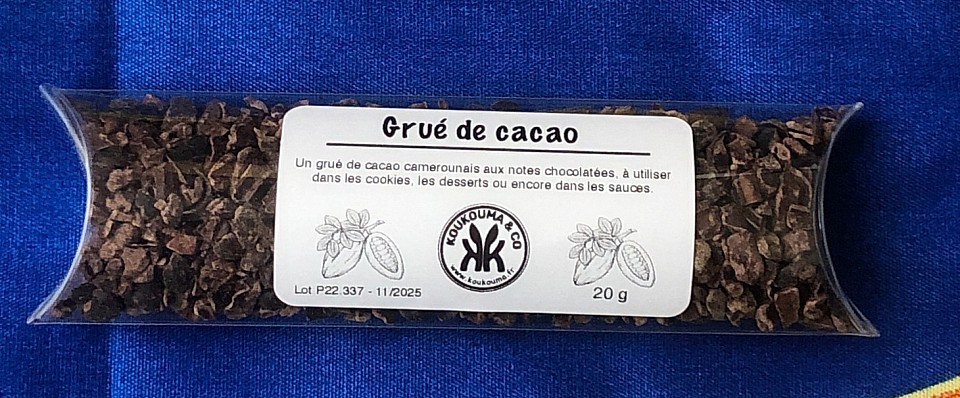 Grué de cacao
Un grué de cacao camerounais aux notes chocolatées, à utiliser
dans les cookies, les desserts ou encore dans les sauces.
KOUKOUMA & CO
KK
www.koukouma.fr
Lot P22.337 - 11/2025
20 g